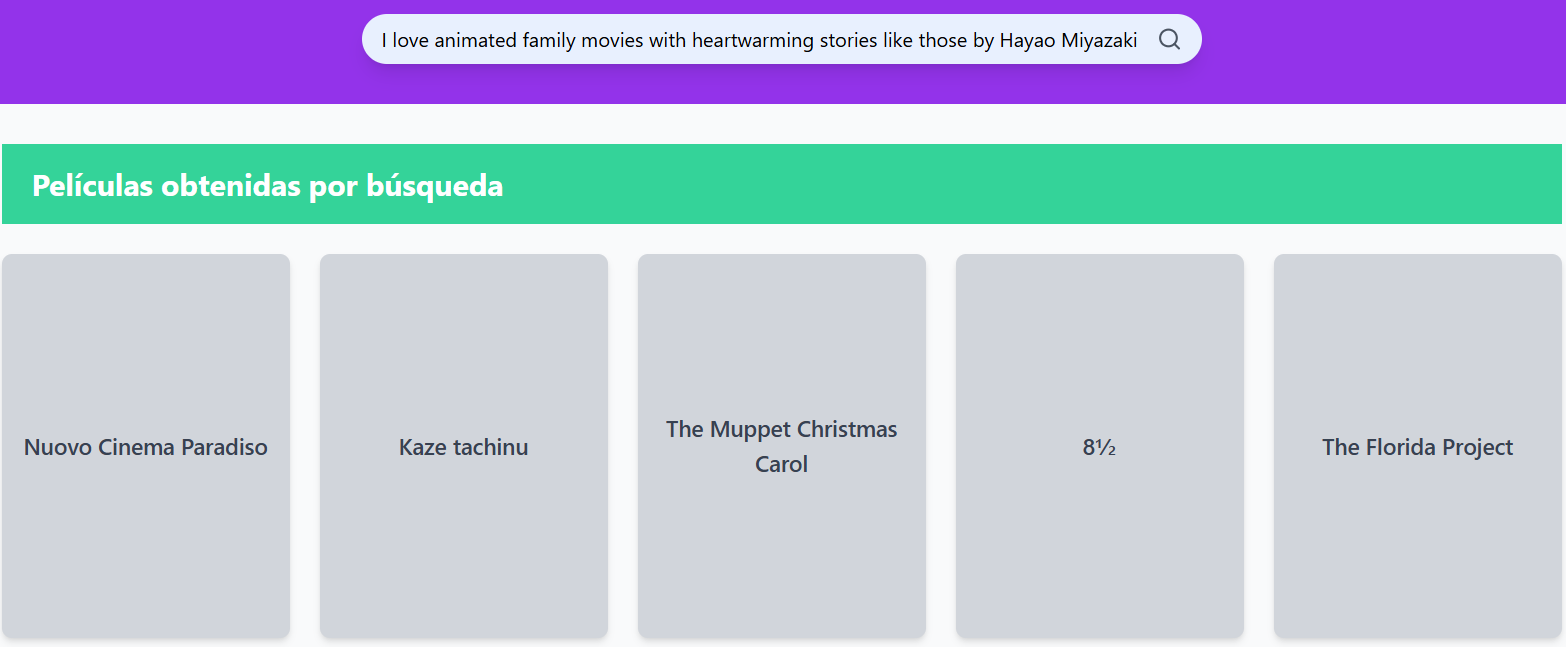 I love animated family movies with heartwarming stories like those by Hayao Miyazaki
Películas obtenidas por búsqueda
Nuovo Cinema Paradiso
Kaze tachinu
The Muppet Christmas
Carol
8½
The Florida Project